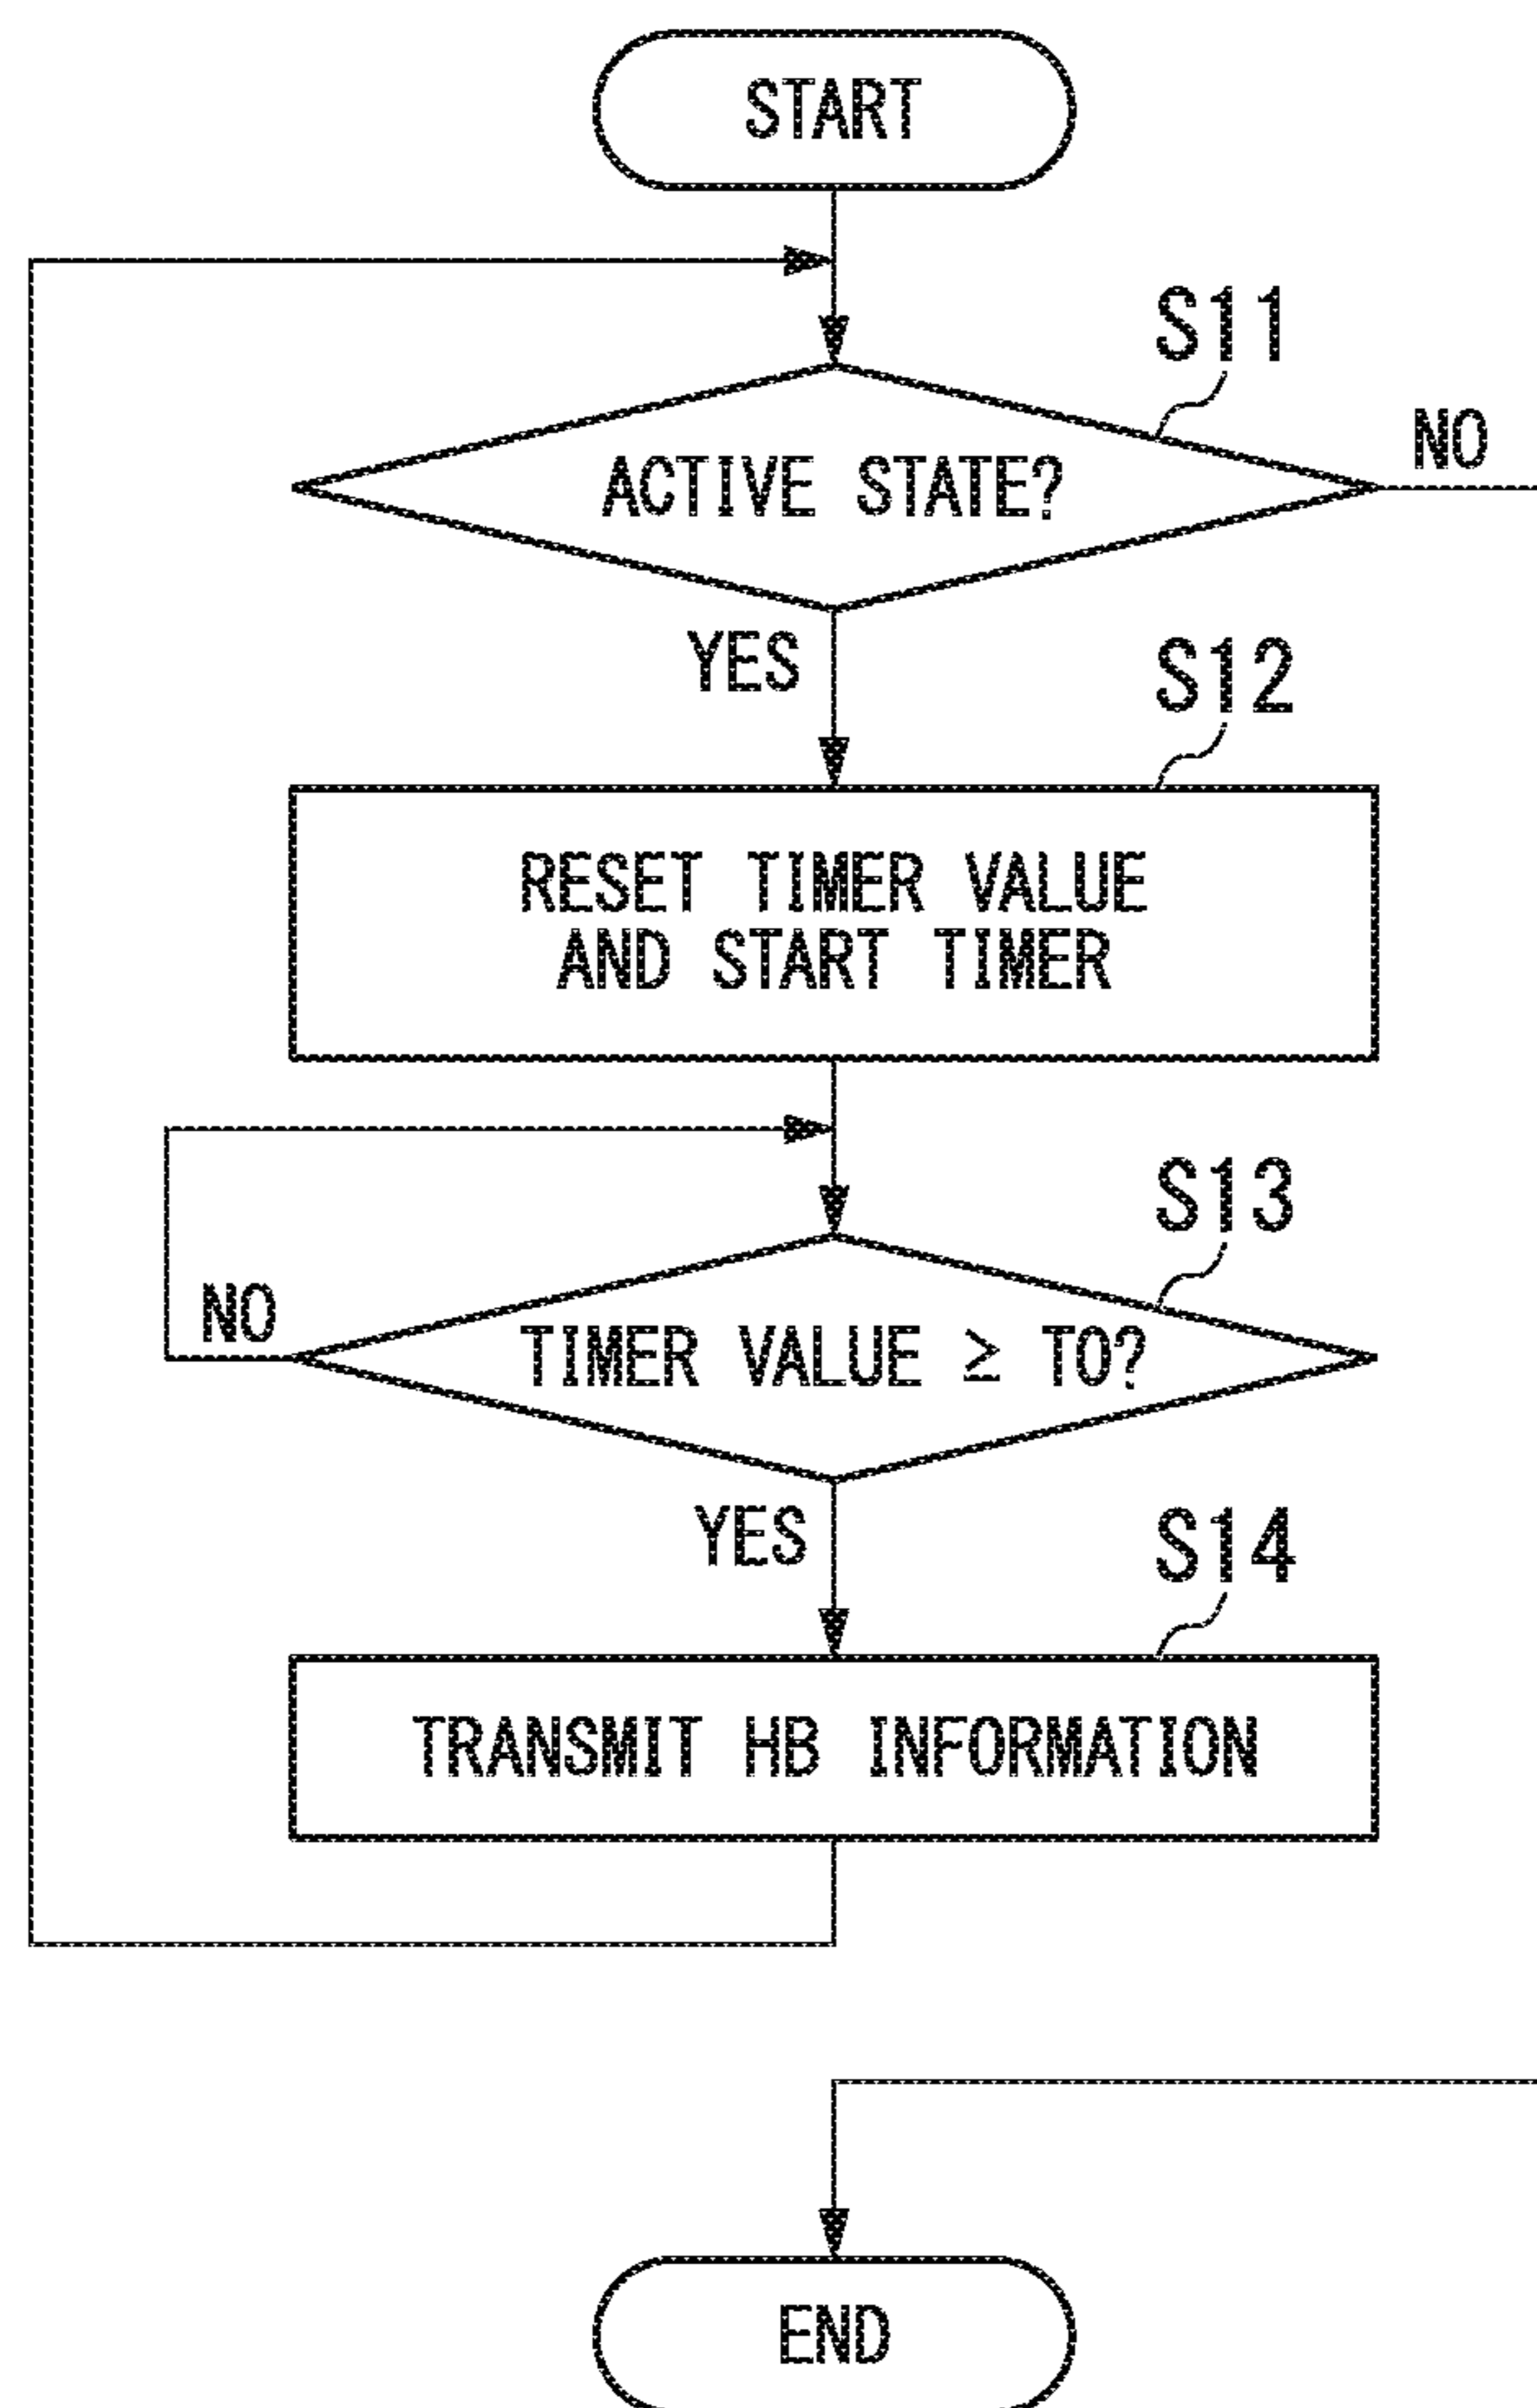 START
S11
NO
ACTIVE STATE?
YES
S12
RESET TIMER VALUE
AND START TIMER
S13
NO
TIMER VALUE ≥ TO?
YES
S14
TRANSMIT HB INFORMATION
END